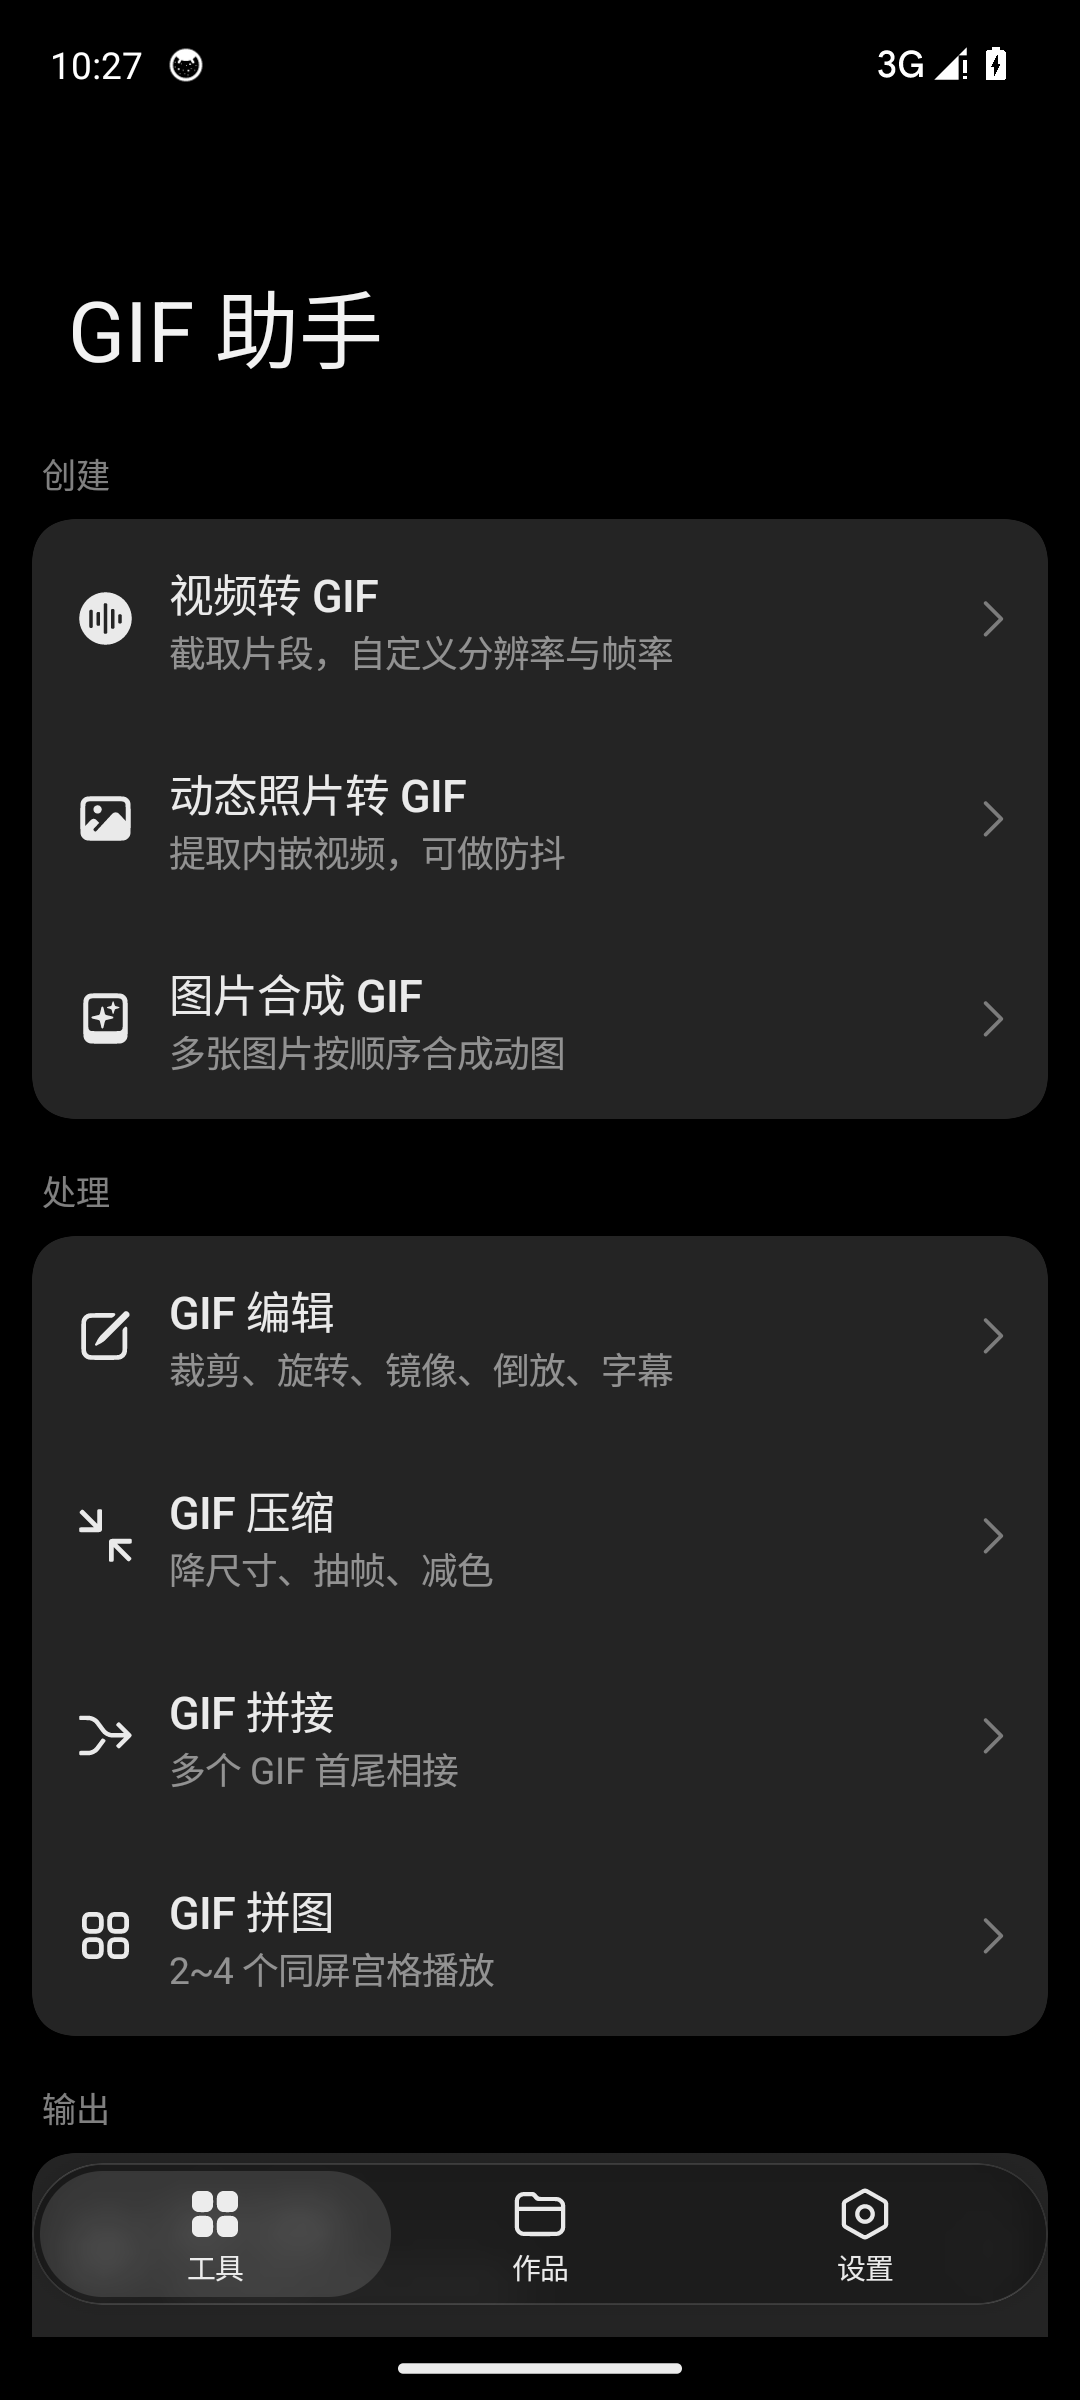 10:27
3G
GIF 助手
创建
视频转 GIF
截取片段，自定义分辨率与帧率
动态照片转 GIF
提取内嵌视频，可做防抖
图片合成 GIF
多张图片按顺序合成动图
处理
GIF 编辑
裁剪、旋转、镜像、倒放、字幕
GIF 压缩
降尺寸、抽帧、减色
GIF 拼接
多个 GIF 首尾相接
GIF 拼图
2~4 个同屏宫格播放
输出
工具
作品
设置